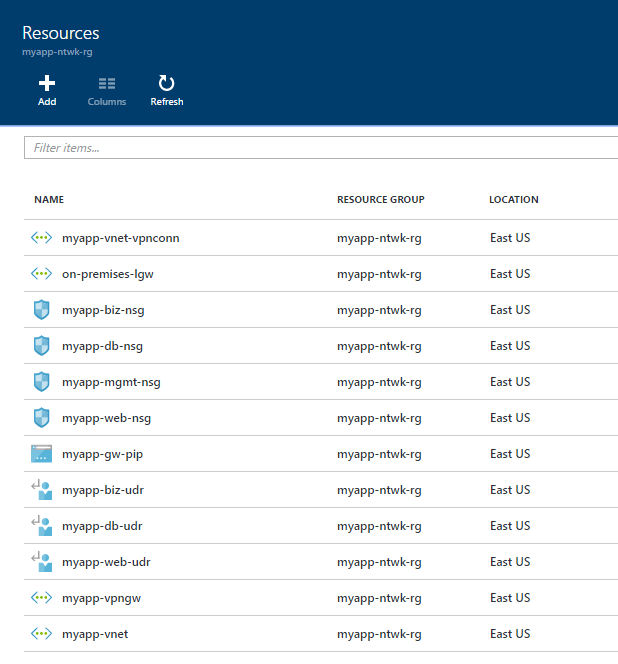 Resources
myapp-ntwk-rg
Add Columns Refresh
Filter items...
NAME RESOURCE GROUP LOCATION
myapp-vnet-vpnconn myapp-ntwk-rg East US
on-premises-lgw myapp-ntwk-rg East US
myapp-biz-nsg myapp-ntwk-rg East US
myapp-db-nsg myapp-ntwk-rg East US
myapp-mgmt-nsg myapp-ntwk-rg East US
myapp-web-nsg myapp-ntwk-rg East US
myapp-gw-pip myapp-ntwk-rg East US
myapp-biz-udr myapp-ntwk-rg East US
myapp-db-udr myapp-ntwk-rg East US
myapp-web-udr myapp-ntwk-rg East US
myapp-vpngw myapp-ntwk-rg East US
myapp-vnet myapp-ntwk-rg East US